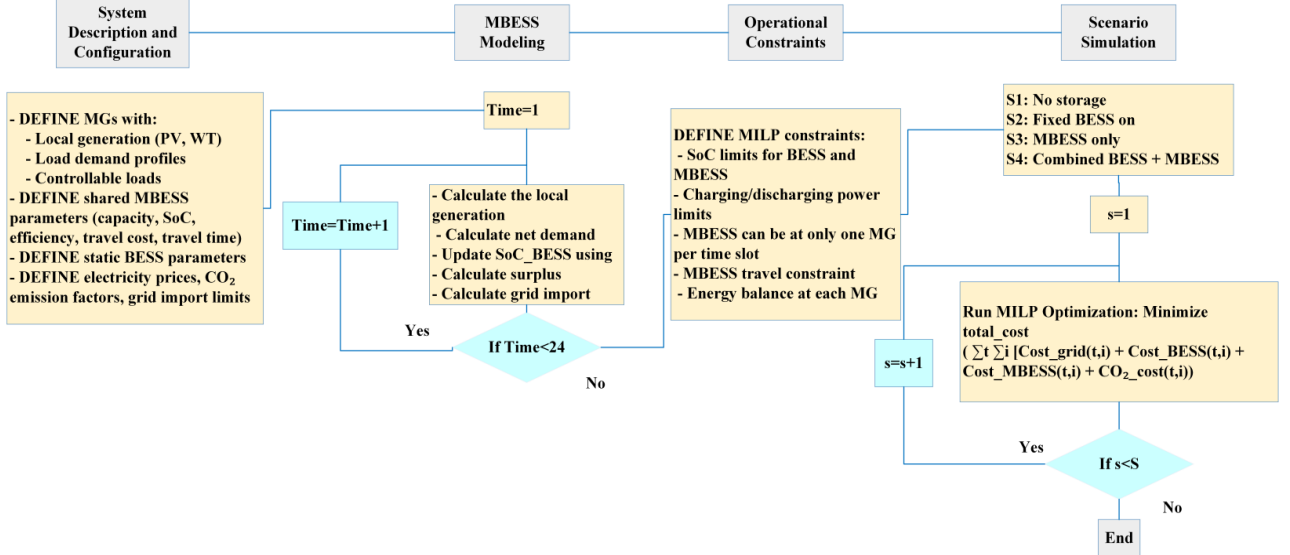 System
Description and
Configuration
MBESS
Modeling
Operational
Constraints
Scenario
Simulation
- DEFINE MGs with:
- Local generation (PV, WT)
- Load demand profiles
- Controllable loads
- DEFINE shared MBESS
parameters (capacity, SoC,
efficiency, travel cost, travel time)
- DEFINE static BESS parameters
- DEFINE electricity prices, CO₂
emission factors, grid import limits
Time=1
Time=Time+1
- Calculate the local
generation
- Calculate net demand
- Update SoC_BESS using
- Calculate surplus
- Calculate grid import
Yes
If Time<24
No
DEFINE MILP constraints:
- SoC limits for BESS and
MBESS
- Charging/discharging power
limits
- MBESS can be at only one MG
per time slot
- MBESS travel constraint
- Energy balance at each MG
S1: No storage
S2: Fixed BESS on
S3: MBESS only
S4: Combined BESS + MBESS
s=1
s=s+1
Run MILP Optimization: Minimize
total_cost
( ∑t ∑i [Cost_grid(t,i) + Cost_BESS(t,i) +
Cost_MBESS(t,i) + CO₂_cost(t,i))
Yes
If s<S
No
End